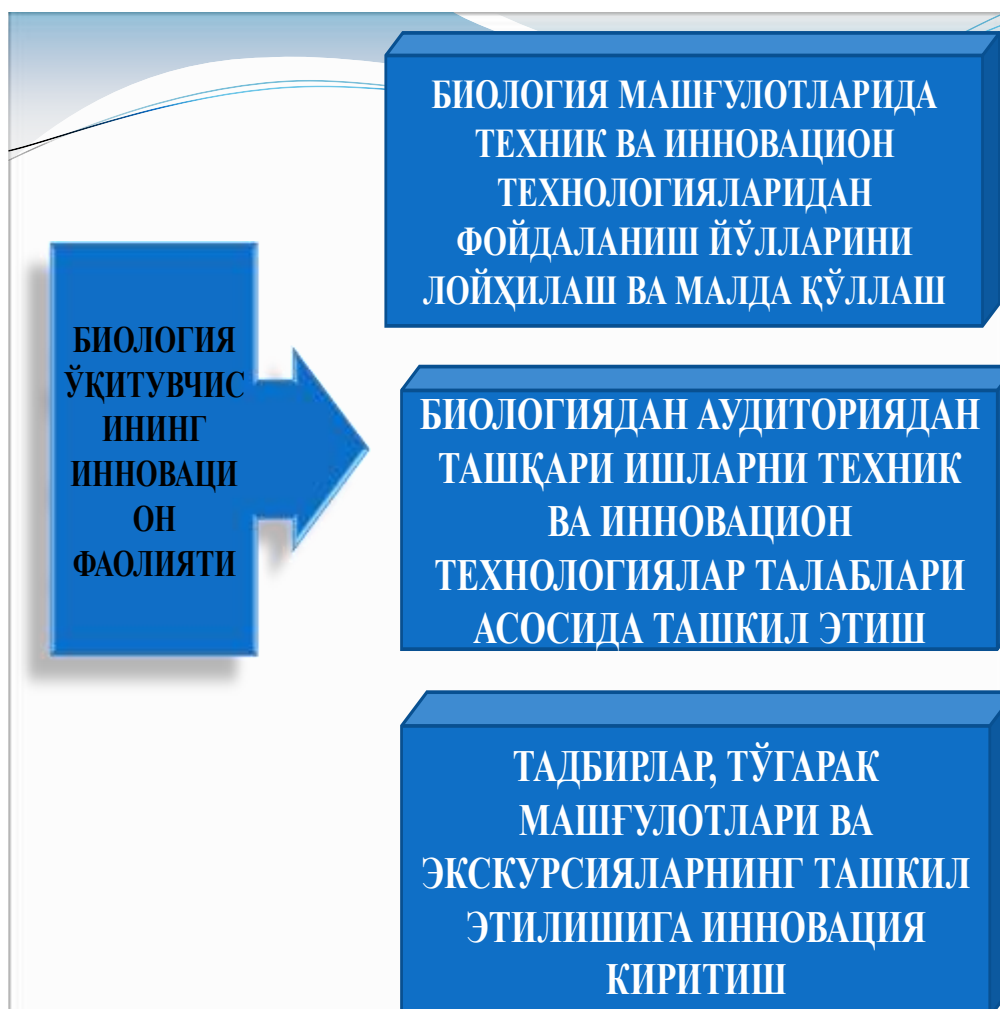 БИОЛОГИЯ
ЎҚИТУВЧИС
ИНИНГ
ИННОВАЦИ
ОН
ФАОЛИЯТИ
БИОЛОГИЯ МАШҒУЛОТЛАРИДА
ТЕХНИК ВА ИННОВАЦИОН
ТЕХНОЛОГИЯЛАРИДАН
ФОЙДАЛАНИШ ЙЎЛЛАРИНИ
ЛОЙҲИЛАШ ВА МАЛДА ҚЎЛЛАШ
БИОЛОГИЯДАН АУДИТОРИЯДАН
ТАШҚАРИ ИШЛАРНИ ТЕХНИК
ВА ИННОВАЦИОН
ТЕХНОЛОГИЯЛАР ТАЛАБЛАРИ
АСОСИДА ТАШКИЛ ЭТИШ
ТАДБИРЛАР, ТЎГАРАК
МАШҒУЛОТЛАРИ ВА
ЭКСКУРСИЯЛАРНИНГ ТАШКИЛ
ЭТИЛИШИГА ИННОВАЦИЯ
КИРИТИШ